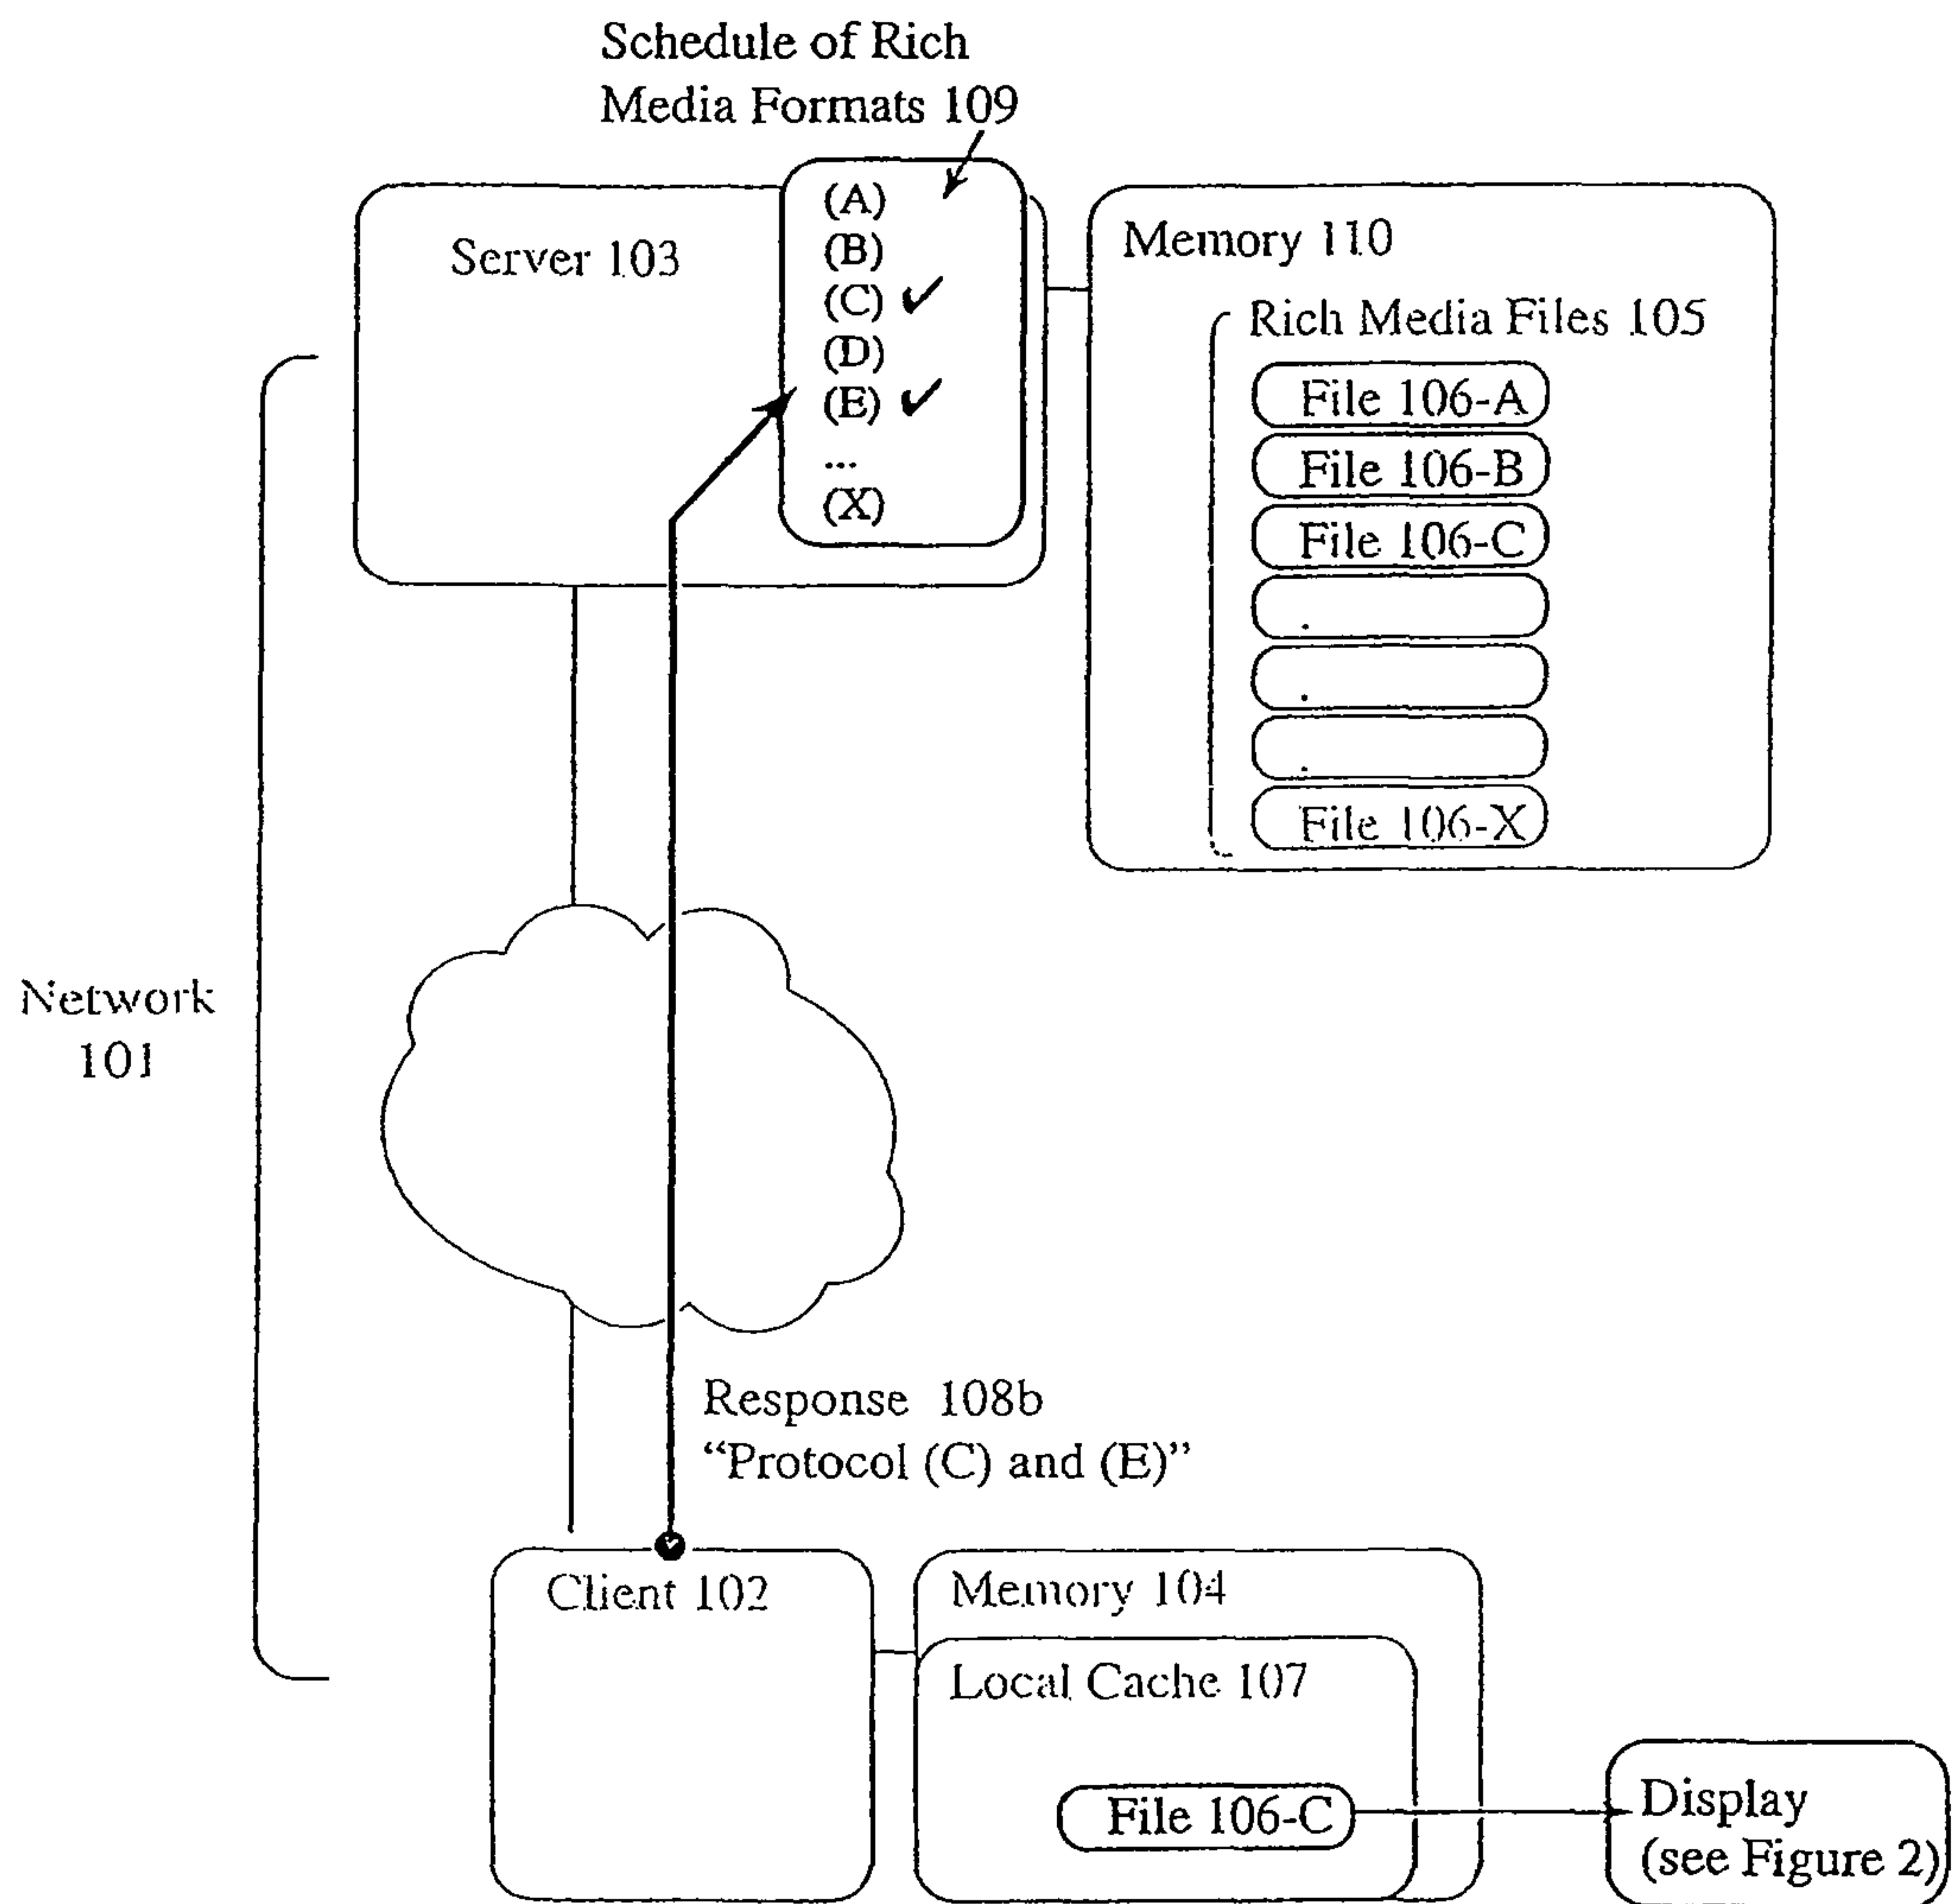 Schedule of Rich
Media Formats 109
(A)
(B)
(C) ✓
(D)
(E) ✓
...
(X)
Server 103
Memory 110
Rich Media Files 105
File 106-A
File 106-B
File 106-C
.
.
.
File 106-X
Network
101
Response 108b
“Protocol (C) and (E)”
Client 102
Memory 104
Local Cache 107
File 106-C
Display
(see Figure 2)